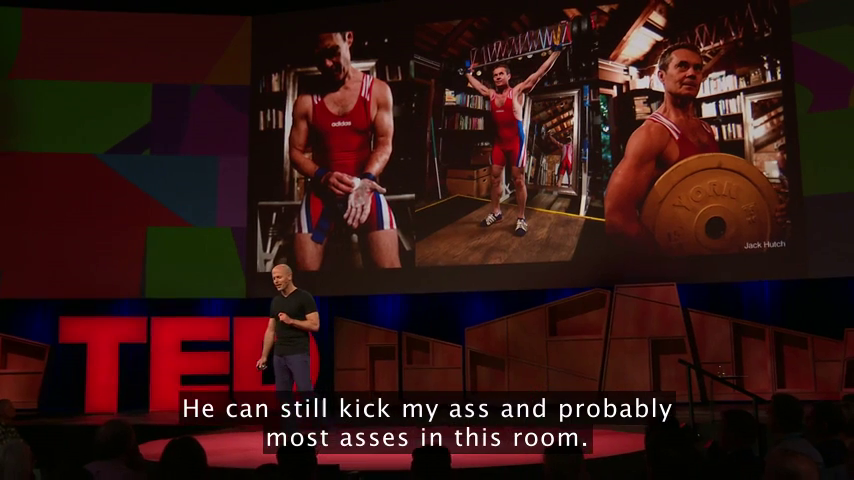 adidas
YORK
Jack Hutch
TED
He can still kick my ass and probably
most asses in this room.